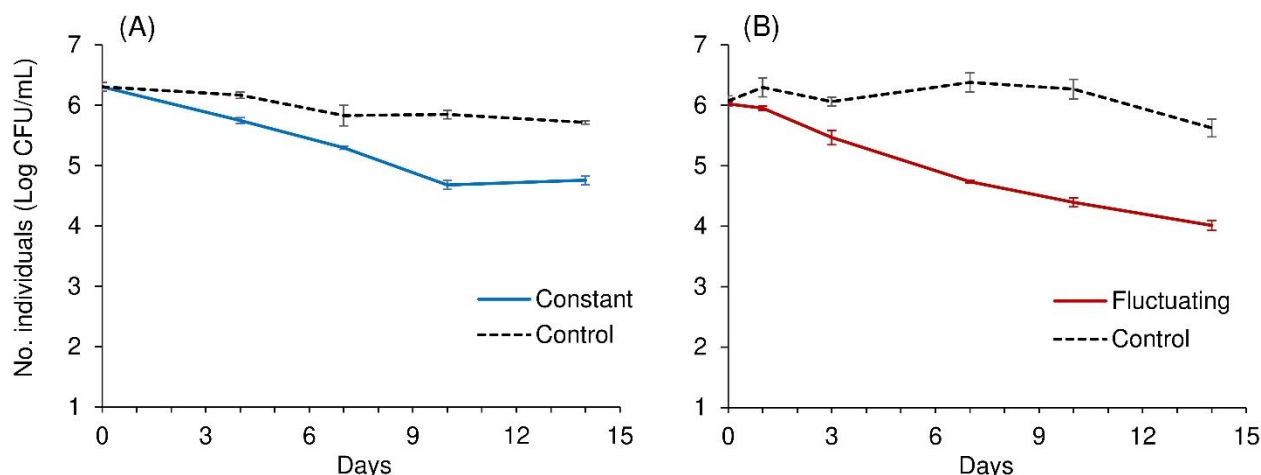 (A)
No. individuals (Log CFU/mL)
7
6
5
4
3
2
1
Constant
Control
0
3
6
9
12
15
Days
(B)
7
6
5
4
3
2
1
Fluctuating
Control
0
3
6
9
12
15
Days